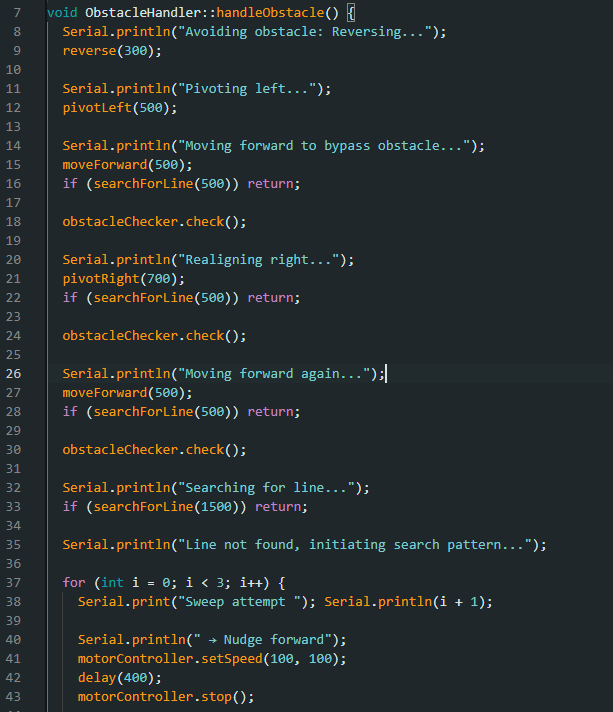 7 void ObstacleHandler::handleObstacle() {
8 Serial.println("Avoiding obstacle: Reversing...");
9 reverse(300);
10
11 Serial.println("Pivoting left...");
12 pivotLeft(500);
13
14 Serial.println("Moving forward to bypass obstacle...");
15 moveForward(500);
16 if (searchForLine(500)) return;
17
18 obstacleChecker.check();
19
20 Serial.println("Realigning right...");
21 pivotRight(700);
22 if (searchForLine(500)) return;
23
24 obstacleChecker.check();
25
26 Serial.println("Moving forward again...");
27 moveForward(500);
28 if (searchForLine(500)) return;
29
30 obstacleChecker.check();
31
32 Serial.println("Searching for line...");
33 if (searchForLine(1500)) return;
34
35 Serial.println("Line not found, initiating search pattern...");
36
37 for (int i = 0; i < 3; i++) {
38 Serial.print("Sweep attempt "); Serial.println(i + 1);
39
40 Serial.println(" → Nudge forward");
41 motorController.setSpeed(100, 100);
42 delay(400);
43 motorController.stop();